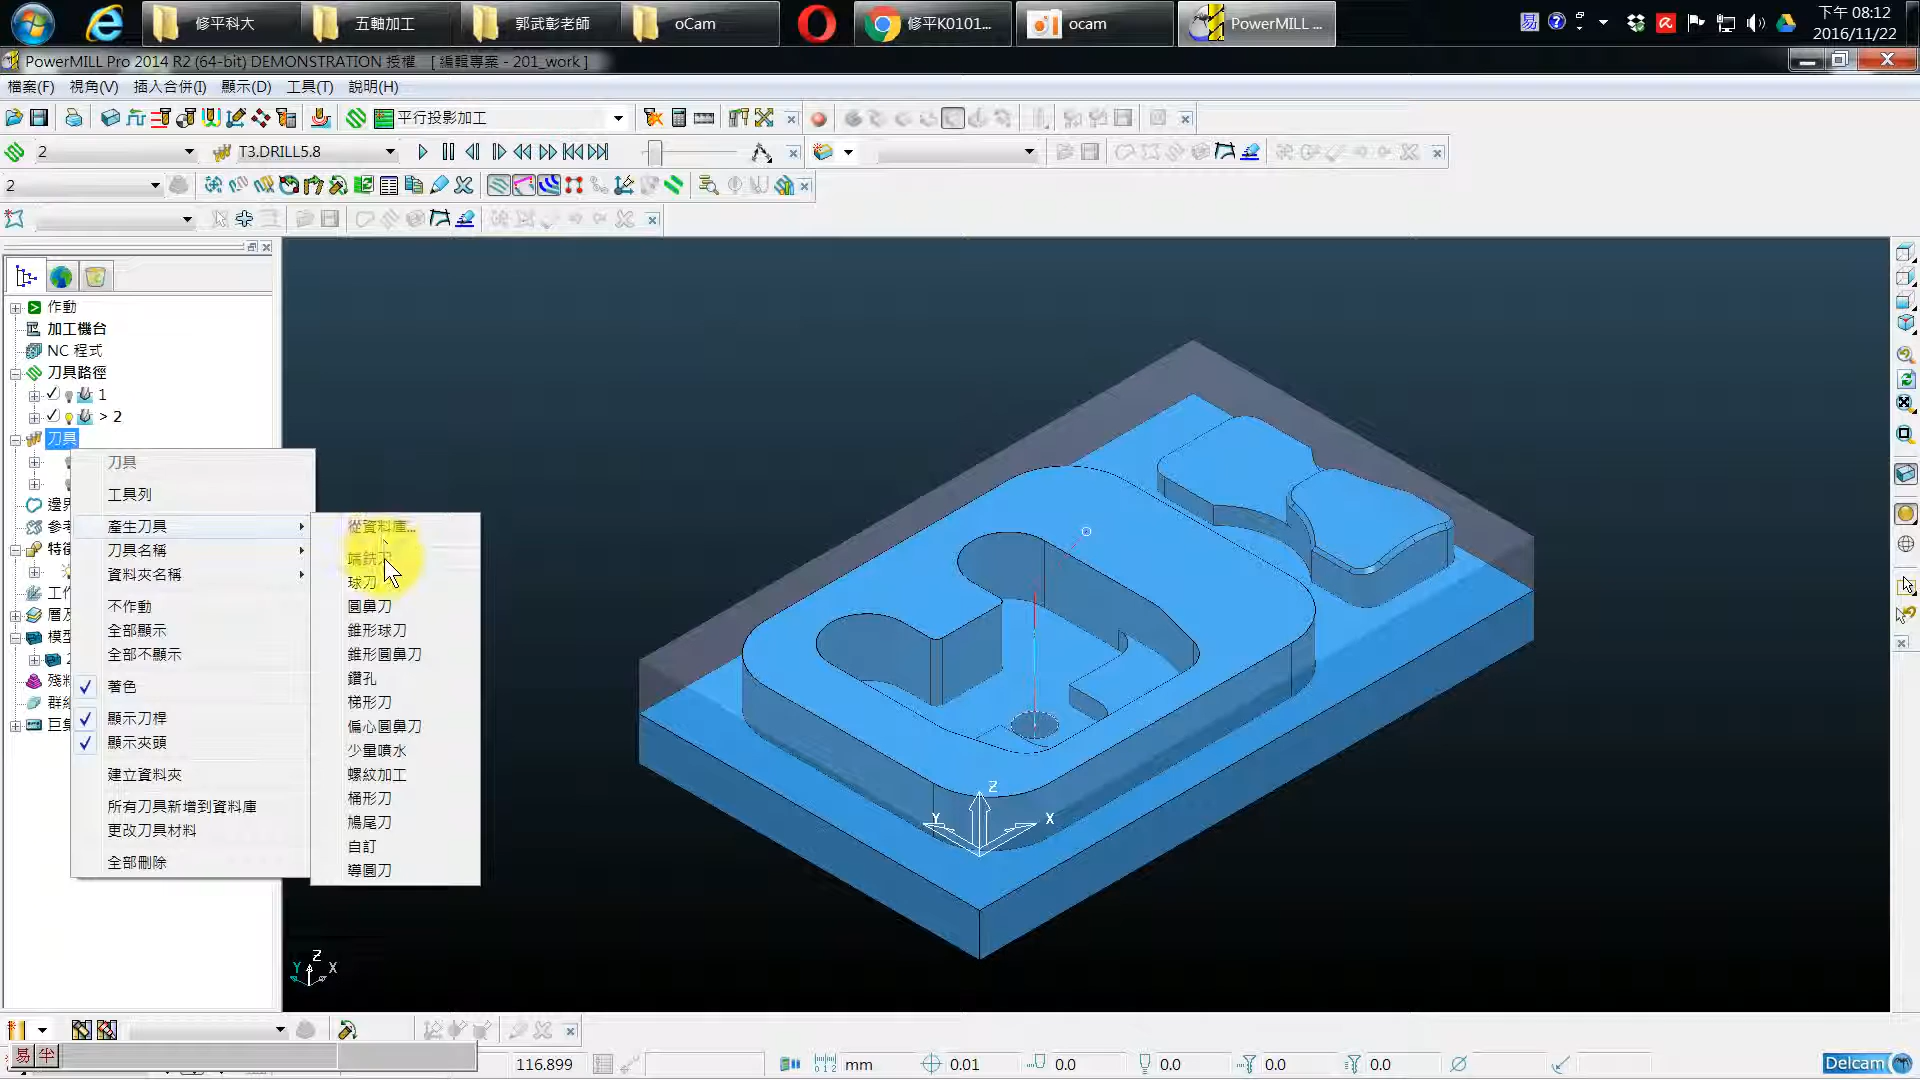 修平科大
五軸加工
郭武彰老師
oCam
修平K0101...
ocam
PowerMILL ...
下午 08:12
2016/11/22
PowerMILL Pro 2014 R2 (64-bit) DEMONSTRATION 授權 [ 編輯專案 - 201_work ]
檔案(F) 視角(V) 插入合併(I) 顯示(D) 工具(T) 說明(H)
平行投影加工
2
T3.DRILL5.8
2
作動
加工機台
NC 程式
刀具路徑
1
> 2
刀具
刀具
工具列
產生刀具
刀具名稱
資料夾名稱
不作動
全部顯示
全部不顯示
著色
顯示刀桿
顯示夾頭
建立資料夾
所有刀具新增到資料庫
更改刀具材料
全部刪除
從資料庫...
端銑刀
球刀
圓鼻刀
錐形球刀
錐形圓鼻刀
鑽孔
梯形刀
偏心圓鼻刀
少量噴水
螺紋加工
桶形刀
鳩尾刀
自訂
導圓刀
Z
Y
X
Z
Y
X
易 半
116.899
mm
0.01
0.0
0.0
0.0
0.0
Delcam